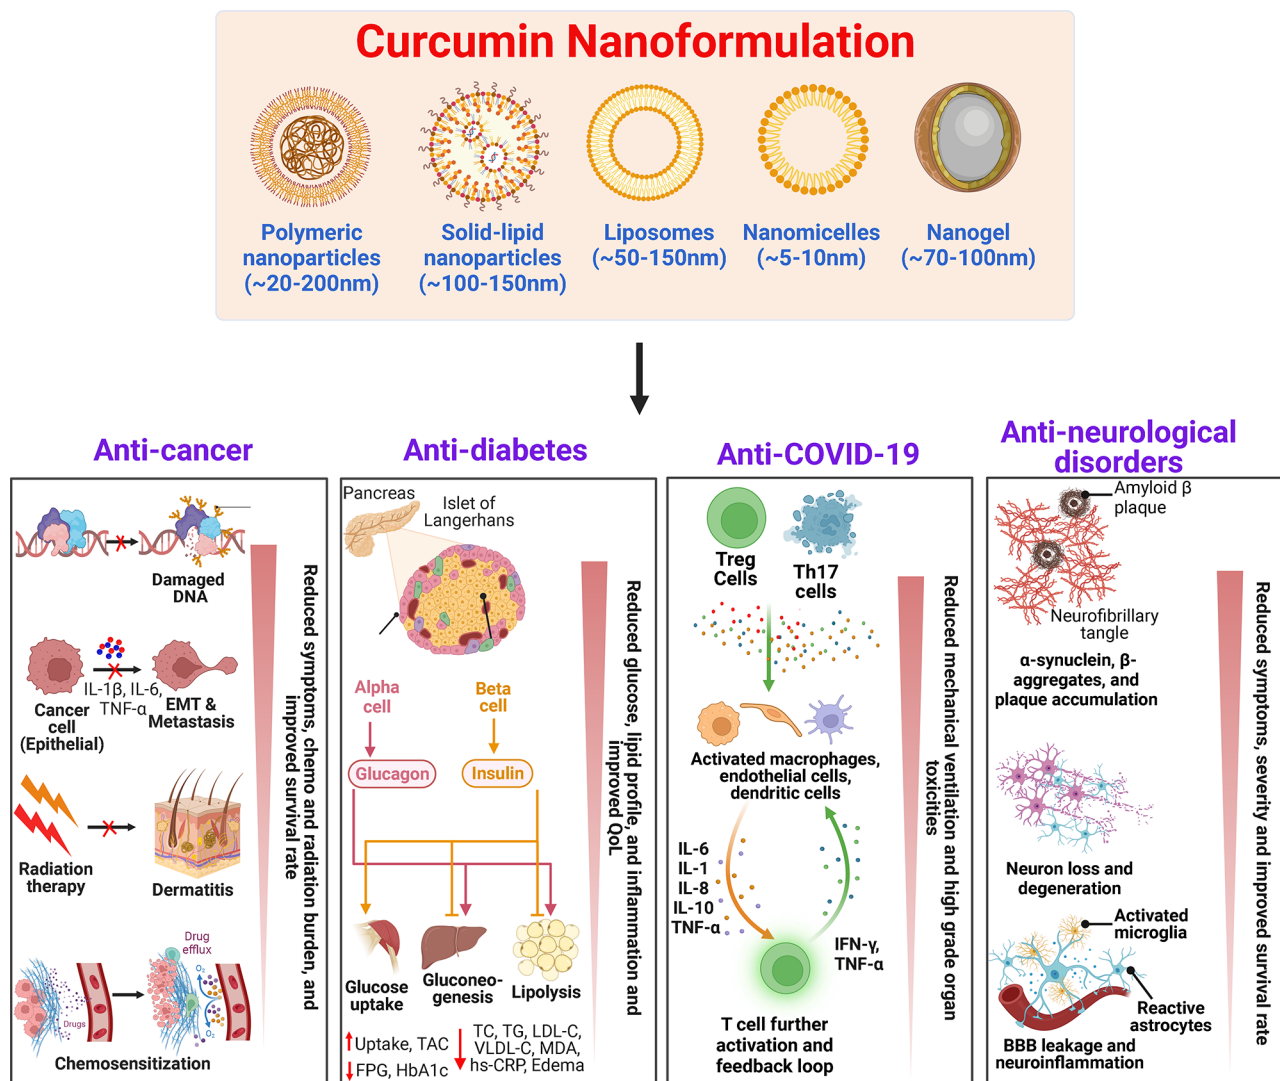 Curcumin Nanoformulation
Polymeric
nanoparticles
(~20-200nm)
Solid-lipid
nanoparticles
(~100-150nm)
Liposomes
(~50-150nm)
Nanomicelles
(~5-10nm)
Nanogel
(~70-100nm)
Anti-cancer
Damaged
DNA
IL-1β, IL-6,
TNF-α
Cancer
cell
(Epithelial)
EMT &
Metastasis
Radiation
therapy
Dermatitis
Drug
efflux
O₂
O₂
Drugs
Chemosensitization
Reduced symptoms, chemo and radiation burden, and
improved survival rate
Anti-diabetes
Pancreas
Islet of
Langerhans
Alpha
cell
Beta
cell
Glucagon
Insulin
Glucose
uptake
Gluconeo-
genesis
Lipolysis
Uptake, TAC
FPG, HbA1c
TC, TG, LDL-C,
VLDL-C, MDA,
hs-CRP, Edema
Reduced glucose, lipid profile, and inflammation and
improved QoL
Anti-COVID-19
Treg
Cells
Th17
cells
Activated macrophages,
endothelial cells,
dendritic cells
IL-6
IL-1
IL-8
IL-10
TNF-α
IFN-γ,
TNF-α
T cell further
activation and
feedback loop
Reduced mechanical ventilation and high grade organ
toxicities
Anti-neurological
disorders
Amyloid β
plaque
Neurofibrillary
tangle
α-synuclein, β-
aggregates, and
plaque accumulation
Neuron loss and
degeneration
Activated
microglia
Reactive
astrocytes
BBB leakage and
neuroinflammation
Reduced symptoms, severity and improved survival rate